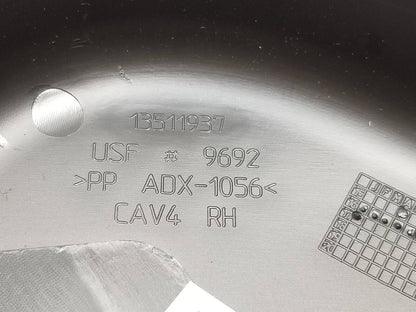 13511937
USF ※ 9692
>PP ADX-1056<
CAV4 RH
J F M A